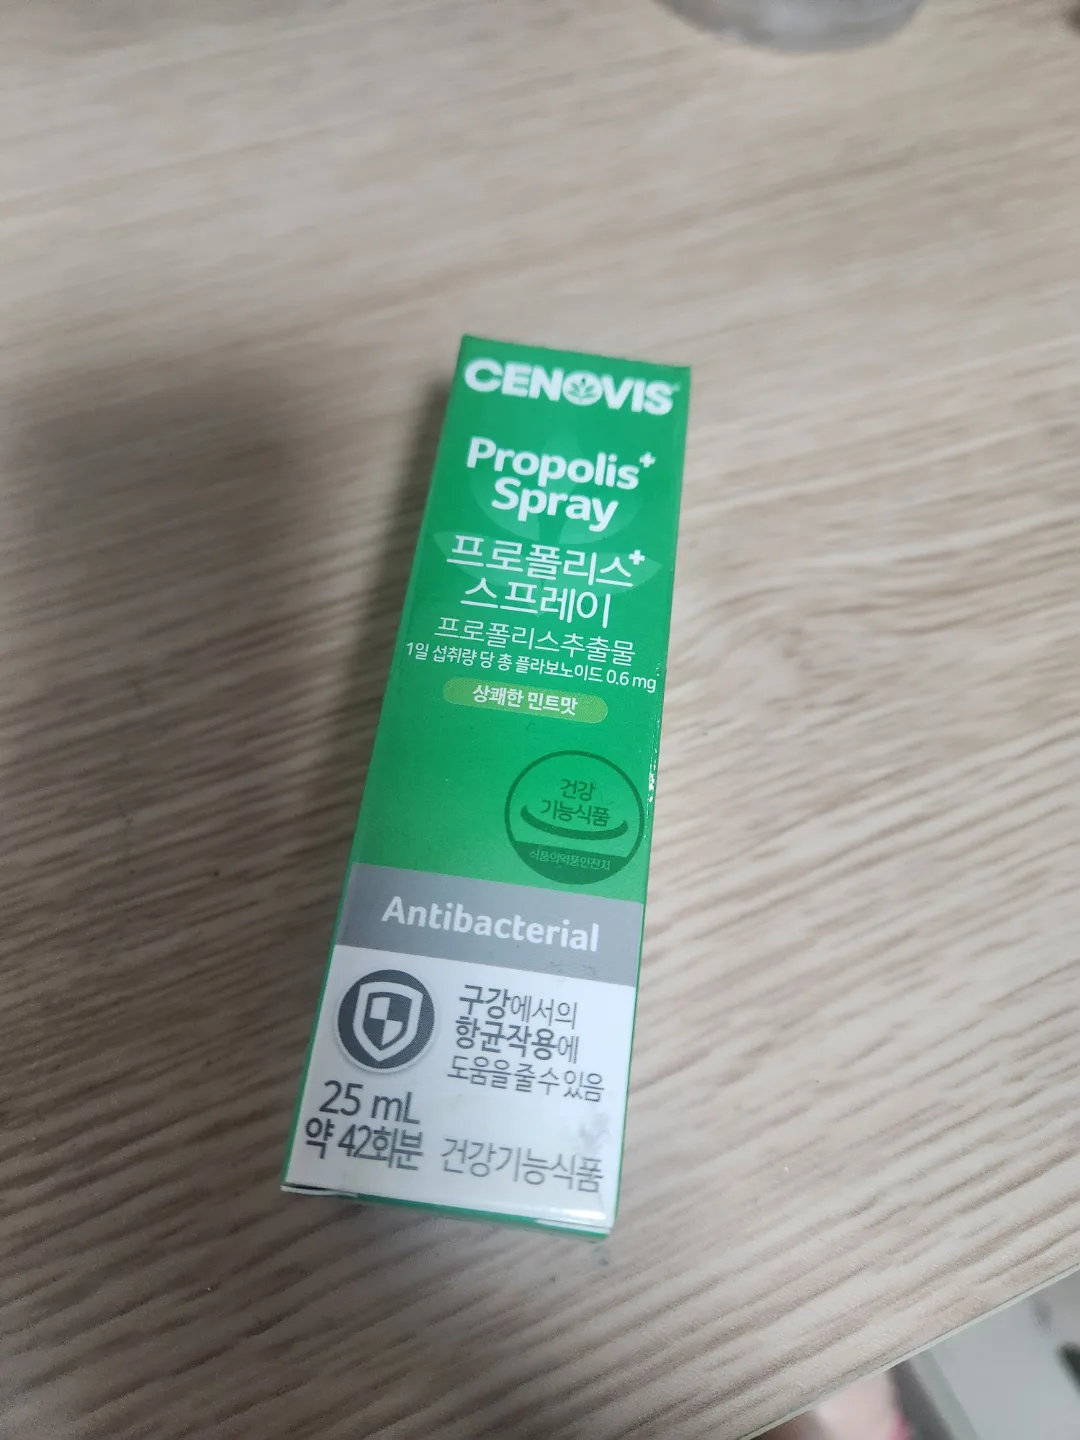 CENOVIS
Propolis+
Spray
프로폴리스+
스프레이
프로폴리스추출물
1일 섭취량 당 총 플라보노이드 0.6 mg
상쾌한 민트맛
건강
기능식품
식품의약품안전처
Antibacterial
구강에서의
항균작용에
도움을 줄 수 있음
25 mL
약 42회분
건강기능식품